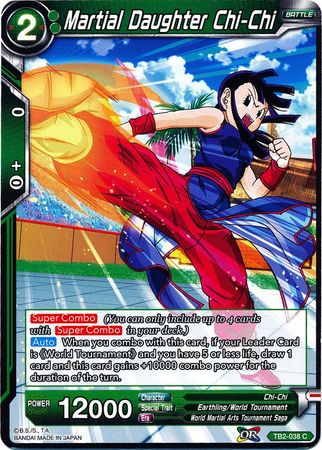 2
Martial Daughter Chi-Chi
BATTLE
0
0+
Super Combo (You can only include up to 4 cards
with Super Combo in your deck.)
Auto When you combo with this card, if your Leader Card
is 《World Tournament》 and you have 5 or less life, draw 1
card and this card gains +10000 combo power for the
duration of the turn.
POWER 12000
Character Chi-Chi
Special Trait Earthling/World Tournament
Era World Martial Arts Tournament Saga
©B.S./S., T.A.
BANDAI MADE IN JAPAN
TB2-038 C